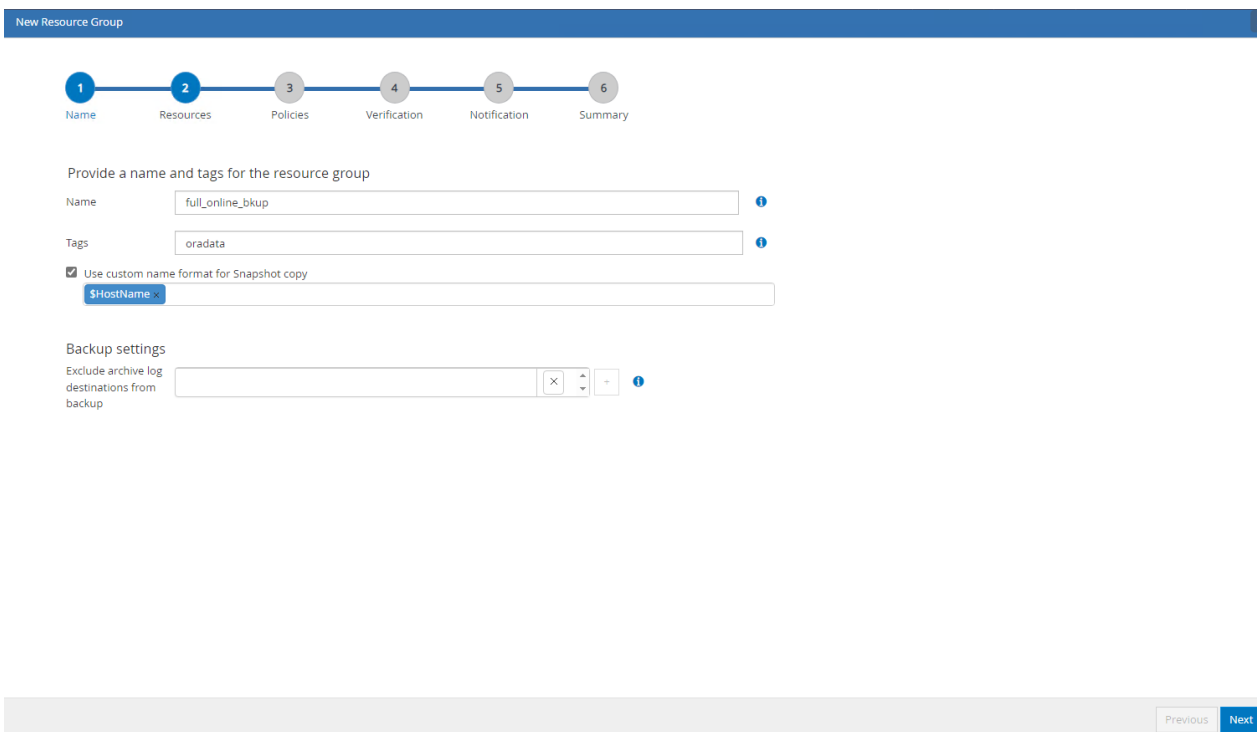 New Resource Group
1 2 3 4 5 6
Name Resources Policies Verification Notification Summary
Provide a name and tags for the resource group
Name full_online_bkup
Tags oradata
Use custom name format for Snapshot copy
$HostName ×
Backup settings
Exclude archive log
destinations from
backup
Previous Next